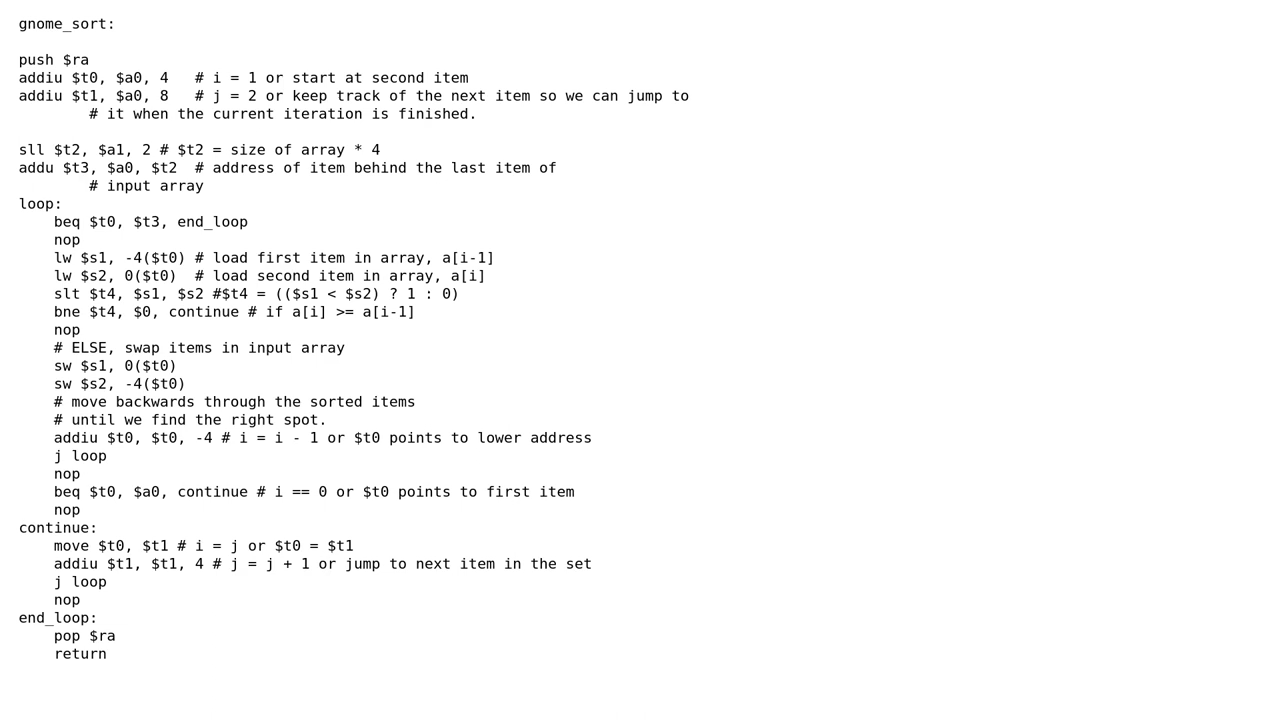 gnome_sort:

push $ra
addiu $t0, $a0, 4   # i = 1 or start at second item
addiu $t1, $a0, 8   # j = 2 or keep track of the next item so we can jump to
        # it when the current iteration is finished.

sll $t2, $a1, 2 # $t2 = size of array * 4
addu $t3, $a0, $t2  # address of item behind the last item of
        # input array
loop:
    beq $t0, $t3, end_loop
    nop
    lw $s1, -4($t0) # load first item in array, a[i-1]
    lw $s2, 0($t0)  # load second item in array, a[i]
    slt $t4, $s1, $s2 #$t4 = (($s1 < $s2) ? 1 : 0)
    bne $t4, $0, continue # if a[i] >= a[i-1]
    nop
    # ELSE, swap items in input array
    sw $s1, 0($t0)
    sw $s2, -4($t0)
    # move backwards through the sorted items
    # until we find the right spot.
    addiu $t0, $t0, -4 # i = i - 1 or $t0 points to lower address
    j loop
    nop
    beq $t0, $a0, continue # i == 0 or $t0 points to first item
    nop
continue:
    move $t0, $t1 # i = j or $t0 = $t1
    addiu $t1, $t1, 4 # j = j + 1 or jump to next item in the set
    j loop
    nop
end_loop:
    pop $ra
    return